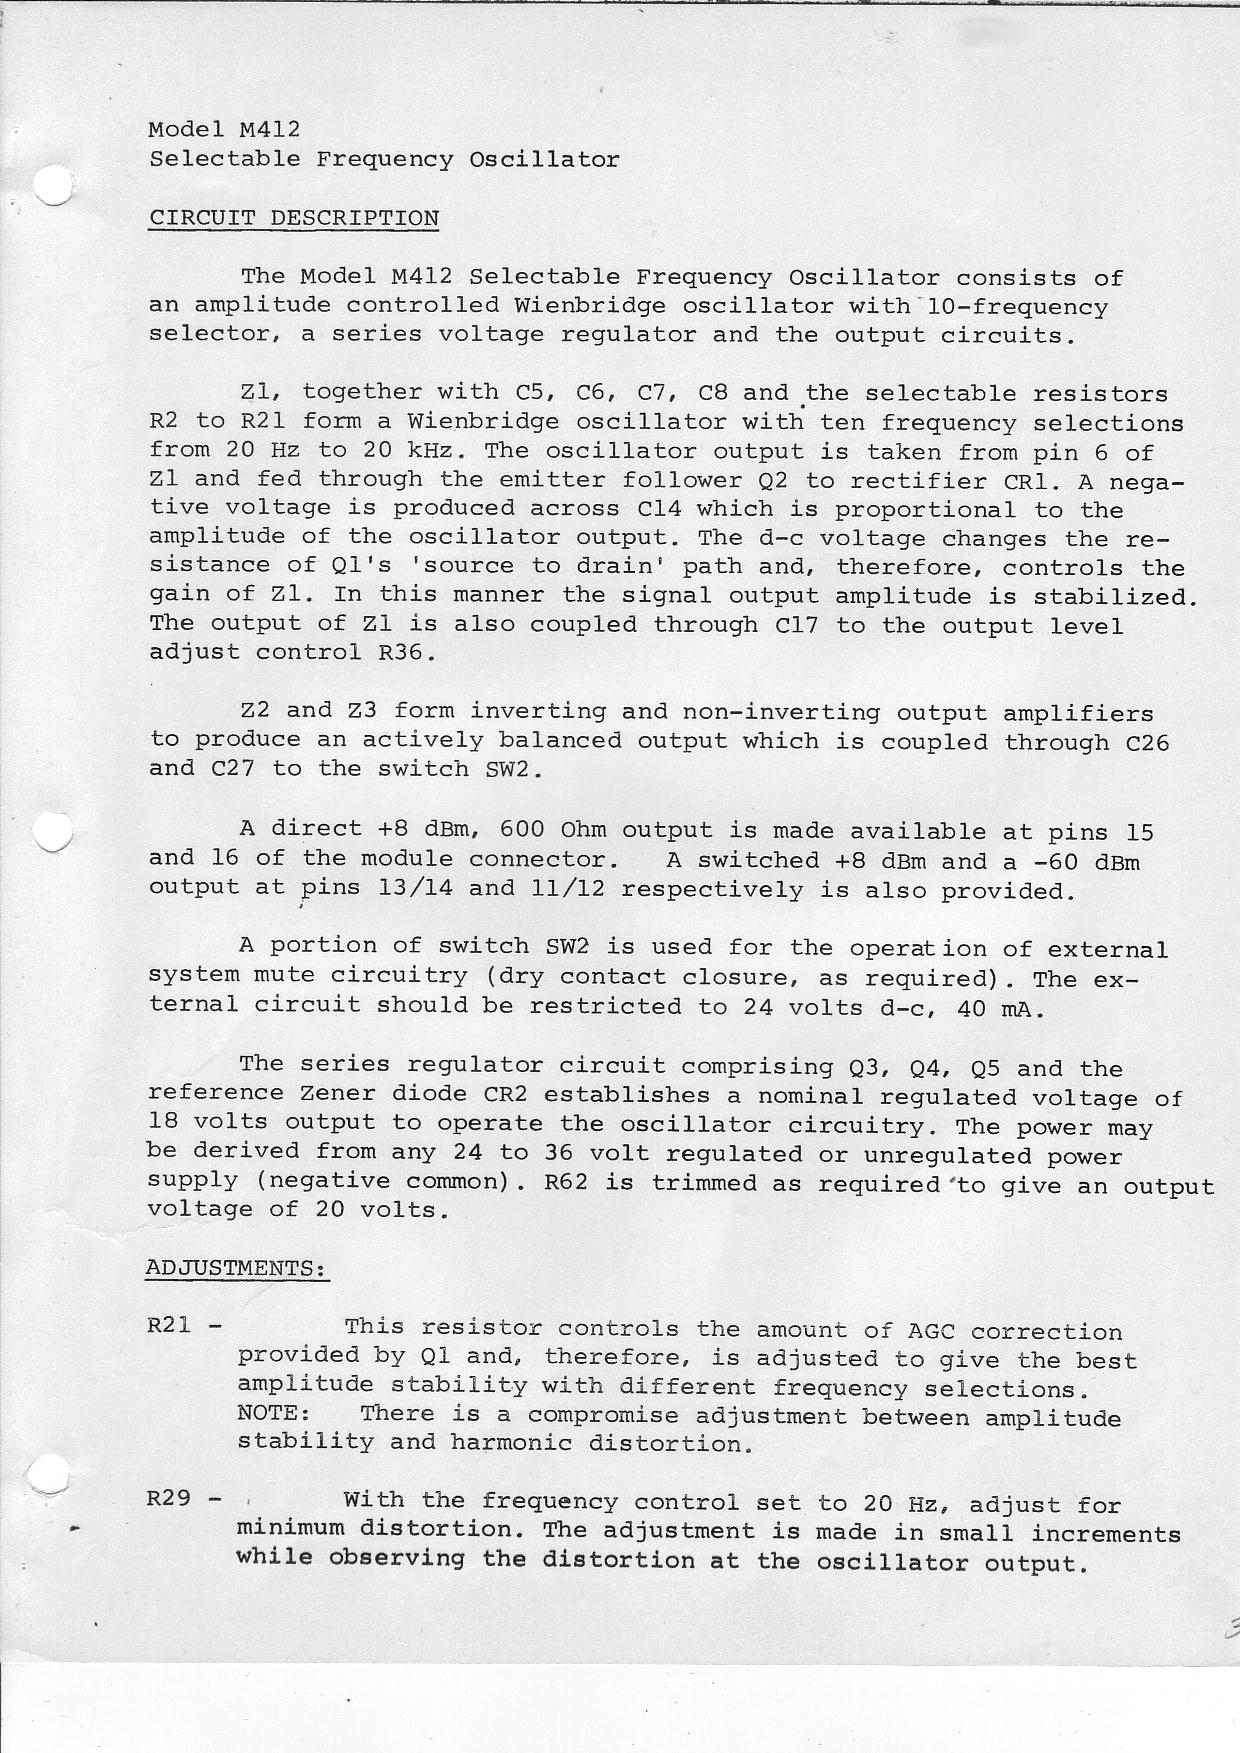 Model M412
Selectable Frequency Oscillator
CIRCUIT DESCRIPTION
The Model M412 Selectable Frequency Oscillator consists of
an amplitude controlled Wienbridge oscillator with 10-frequency
selector, a series voltage regulator and the output circuits.
Z1, together with C5, C6, C7, C8 and the selectable resistors
R2 to R21 form a Wienbridge oscillator with ten frequency selections
from 20 Hz to 20 kHz. The oscillator output is taken from pin 6 of
Z1 and fed through the emitter follower Q2 to rectifier CR1. A nega-
tive voltage is produced across C14 which is proportional to the
amplitude of the oscillator output. The d-c voltage changes the re-
sistance of Q1's 'source to drain' path and, therefore, controls the
gain of Z1. In this manner the signal output amplitude is stabilized.
The output of Z1 is also coupled through C17 to the output level
adjust control R36.
Z2 and Z3 form inverting and non-inverting output amplifiers
to produce an actively balanced output which is coupled through C26
and C27 to the switch SW2.
A direct +8 dBm, 600 Ohm output is made available at pins 15
and 16 of the module connector. A switched +8 dBm and a -60 dBm
output at pins 13/14 and 11/12 respectively is also provided.
A portion of switch SW2 is used for the operation of external
system mute circuitry (dry contact closure, as required). The ex-
ternal circuit should be restricted to 24 volts d-c, 40 mA.
The series regulator circuit comprising Q3, Q4, Q5 and the
reference Zener diode CR2 establishes a nominal regulated voltage of
18 volts output to operate the oscillator circuitry. The power may
be derived from any 24 to 36 volt regulated or unregulated power
supply (negative common). R62 is trimmed as required to give an output
voltage of 20 volts.
ADJUSTMENTS:
R21 - This resistor controls the amount of AGC correction
provided by Q1 and, therefore, is adjusted to give the best
amplitude stability with different frequency selections.
NOTE: There is a compromise adjustment between amplitude
stability and harmonic distortion.
R29 - With the frequency control set to 20 Hz, adjust for
minimum distortion. The adjustment is made in small increments
while observing the distortion at the oscillator output.
3